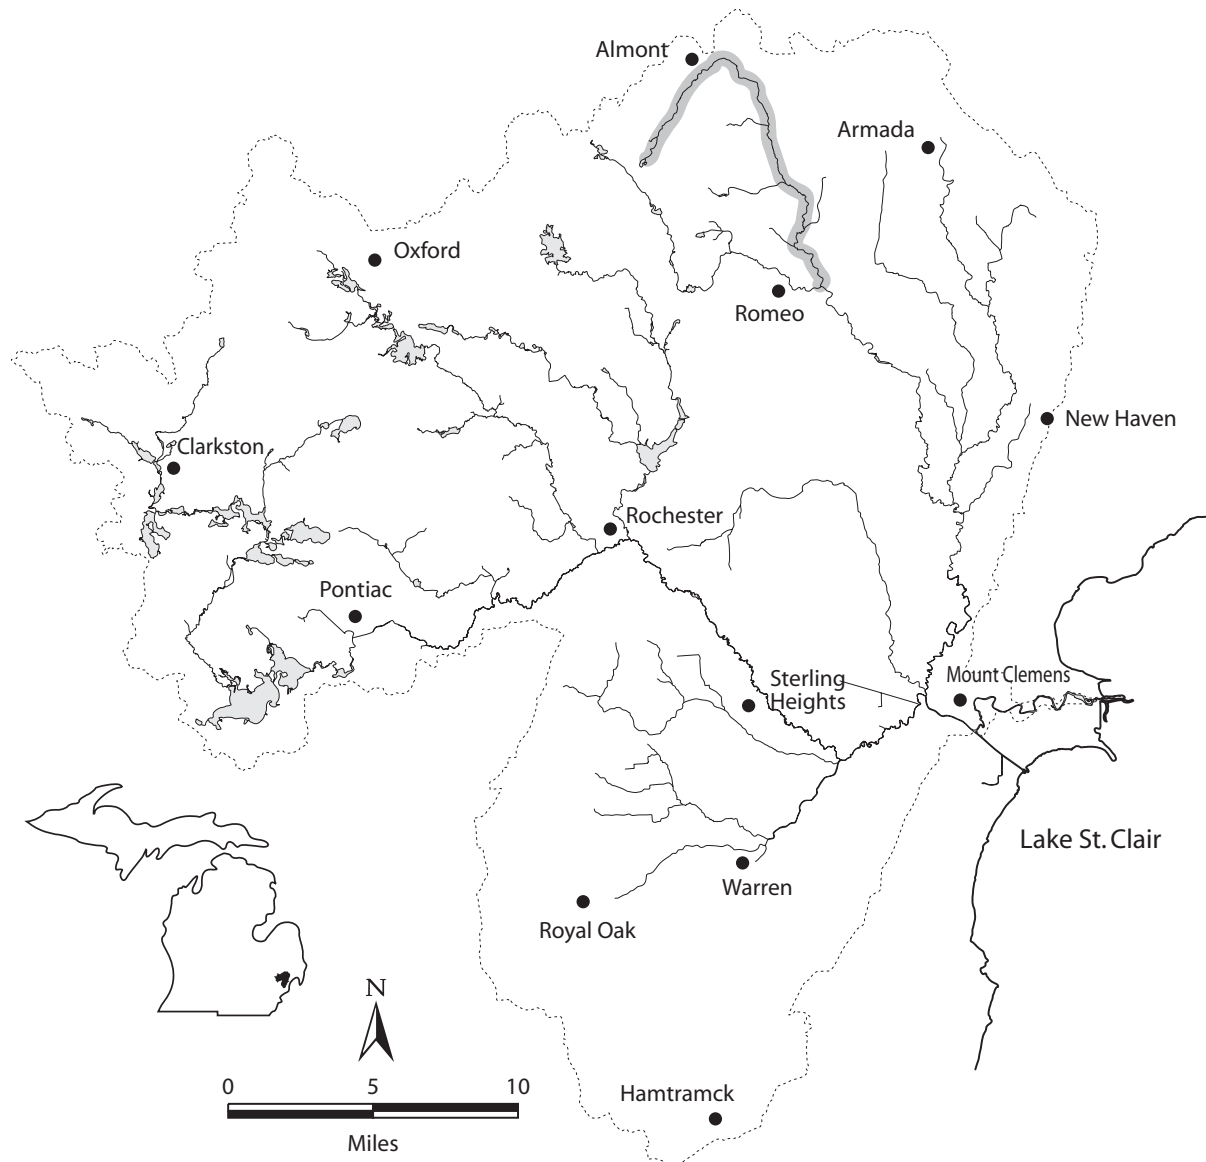 Almont
Armada
Oxford
Romeo
New Haven
Clarkston
Rochester
Pontiac
Mount Clemens
Sterling
Heights
Lake St. Clair
Warren
Royal Oak
N
0 5 10
Miles
Hamtramck